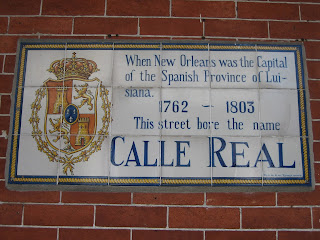 When New Orleans was the Capital
of the Spanish Province of Lui-
siana.
1762 - 1803
This street bore the name
CALLE REAL